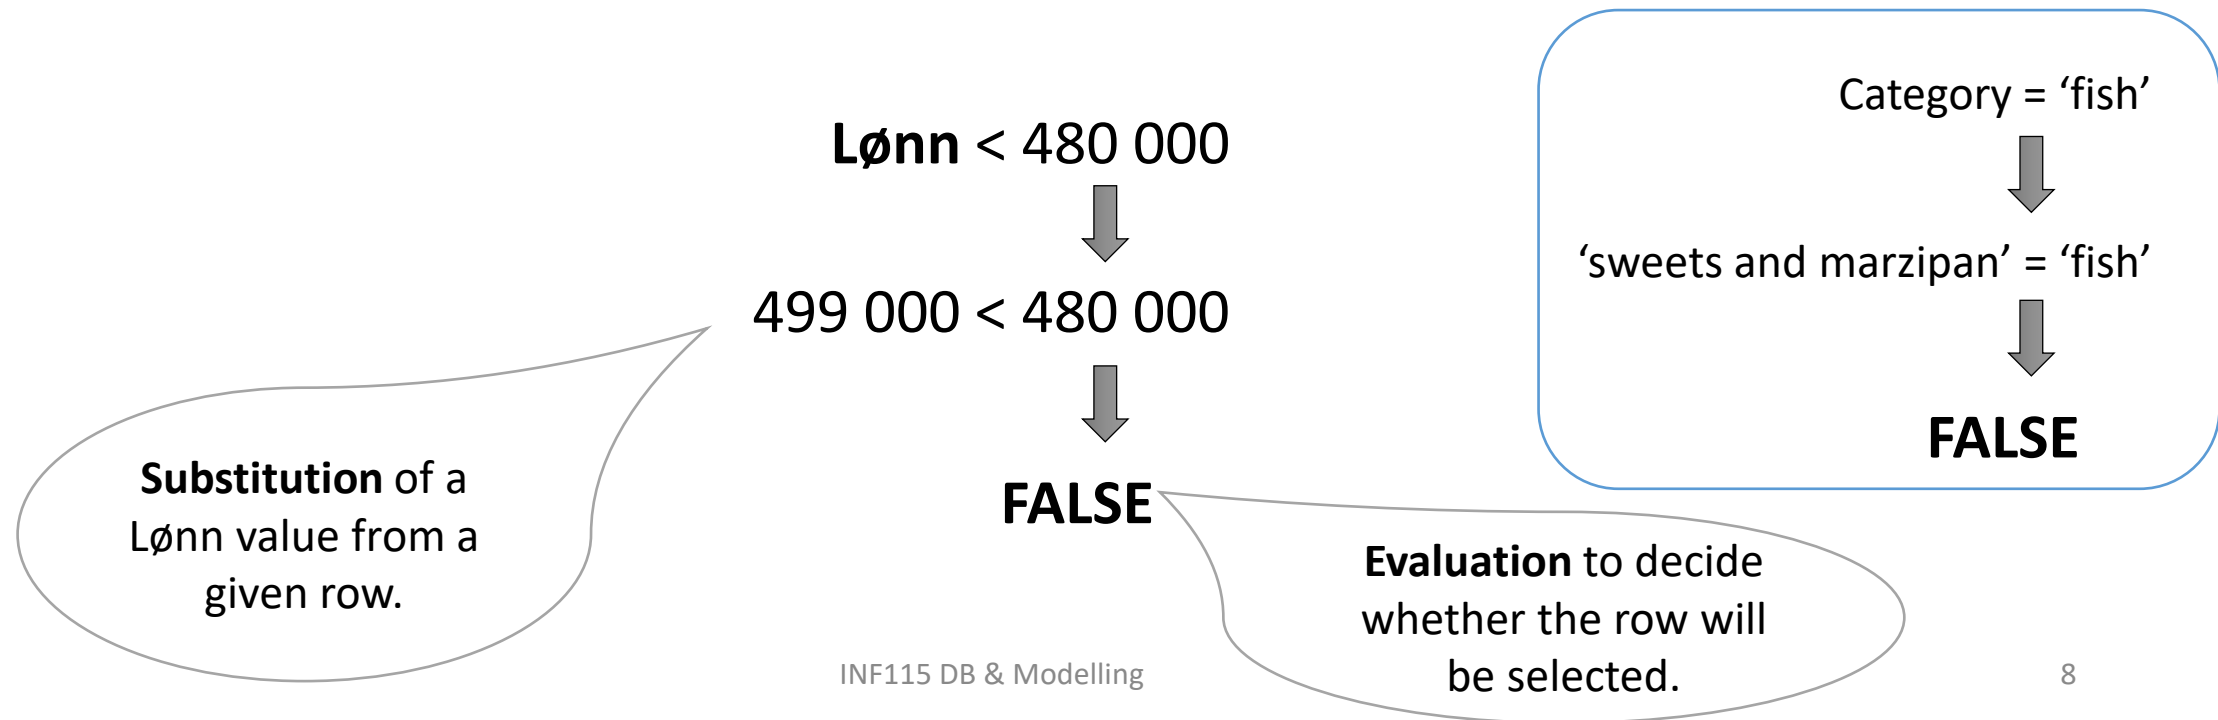 Lønn < 480 000
499 000 < 480 000
FALSE
Substitution of a
Lønn value from a
given row.
Evaluation to decide
whether the row will
be selected.
Category = ‘fish’
‘sweets and marzipan’ = ‘fish’
FALSE
INF115 DB & Modelling
8